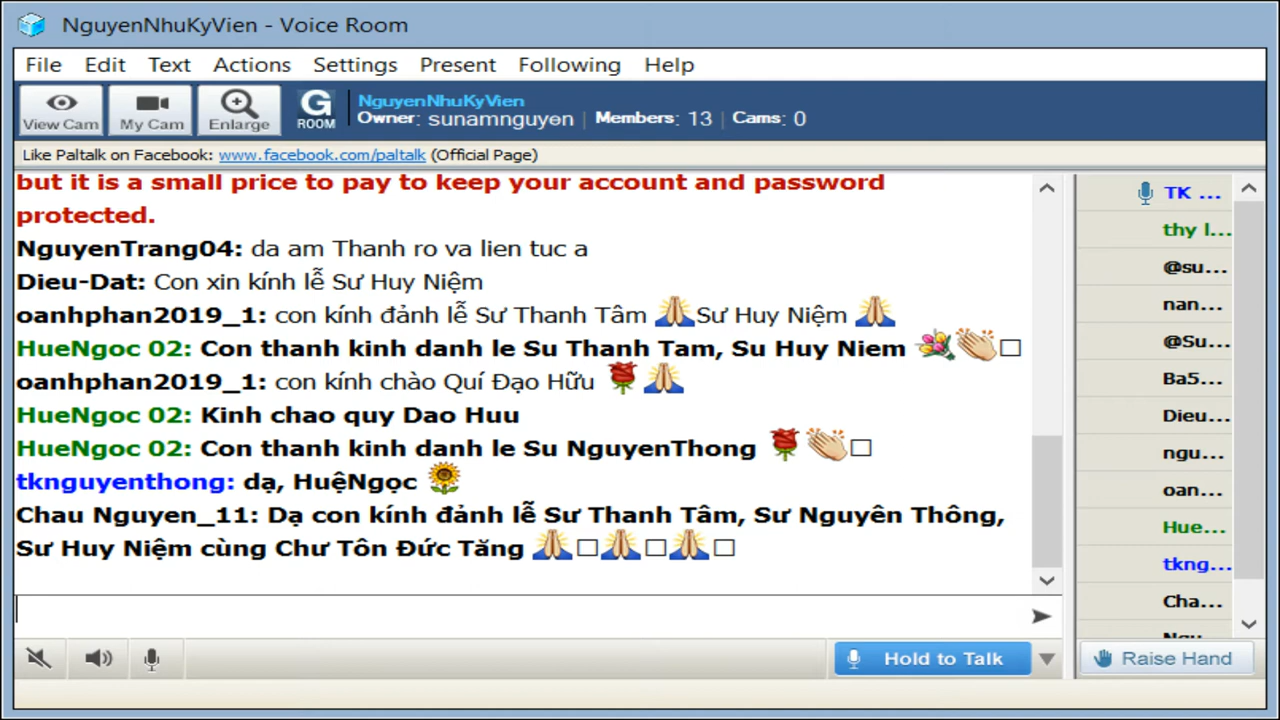 NguyenNhuKyVien - Voice Room
File Edit Text Actions Settings Present Following Help
View Cam My Cam Enlarge G ROOM
NguyenNhuKyVien
Owner: sunamnguyen Members: 13 Cams: 0
Like Paltalk on Facebook: www.facebook.com/paltalk (Official Page)
but it is a small price to pay to keep your account and password
protected.
NguyenTrang04: da am Thanh ro va lien tuc a
Dieu-Dat: Con xin kính lễ Sư Huy Niệm
oanhphan2019_1: con kính đảnh lễ Sư Thanh Tâm 🙏Sư Huy Niệm 🙏
HueNgoc 02: Con thanh kinh danh le Su Thanh Tam, Su Huy Niem 💐👏□
oanhphan2019_1: con kính chào Quí Đạo Hữu 🌹🙏
HueNgoc 02: Kinh chao quy Dao Huu
HueNgoc 02: Con thanh kinh danh le Su NguyenThong 🌹👏□
tknguyenthong: dạ, HuệNgọc 🌻
Chau Nguyen_11: Dạ con kính đảnh lễ Sư Thanh Tâm, Sư Nguyên Thông,
Sư Huy Niệm cùng Chư Tôn Đức Tăng 🙏□🙏□🙏□
TK ...
thy l...
@su...
nan...
@Su...
Ba5...
Dieu...
ngu...
oan...
Hue...
tkng...
Cha...
Hold to Talk
Raise Hand